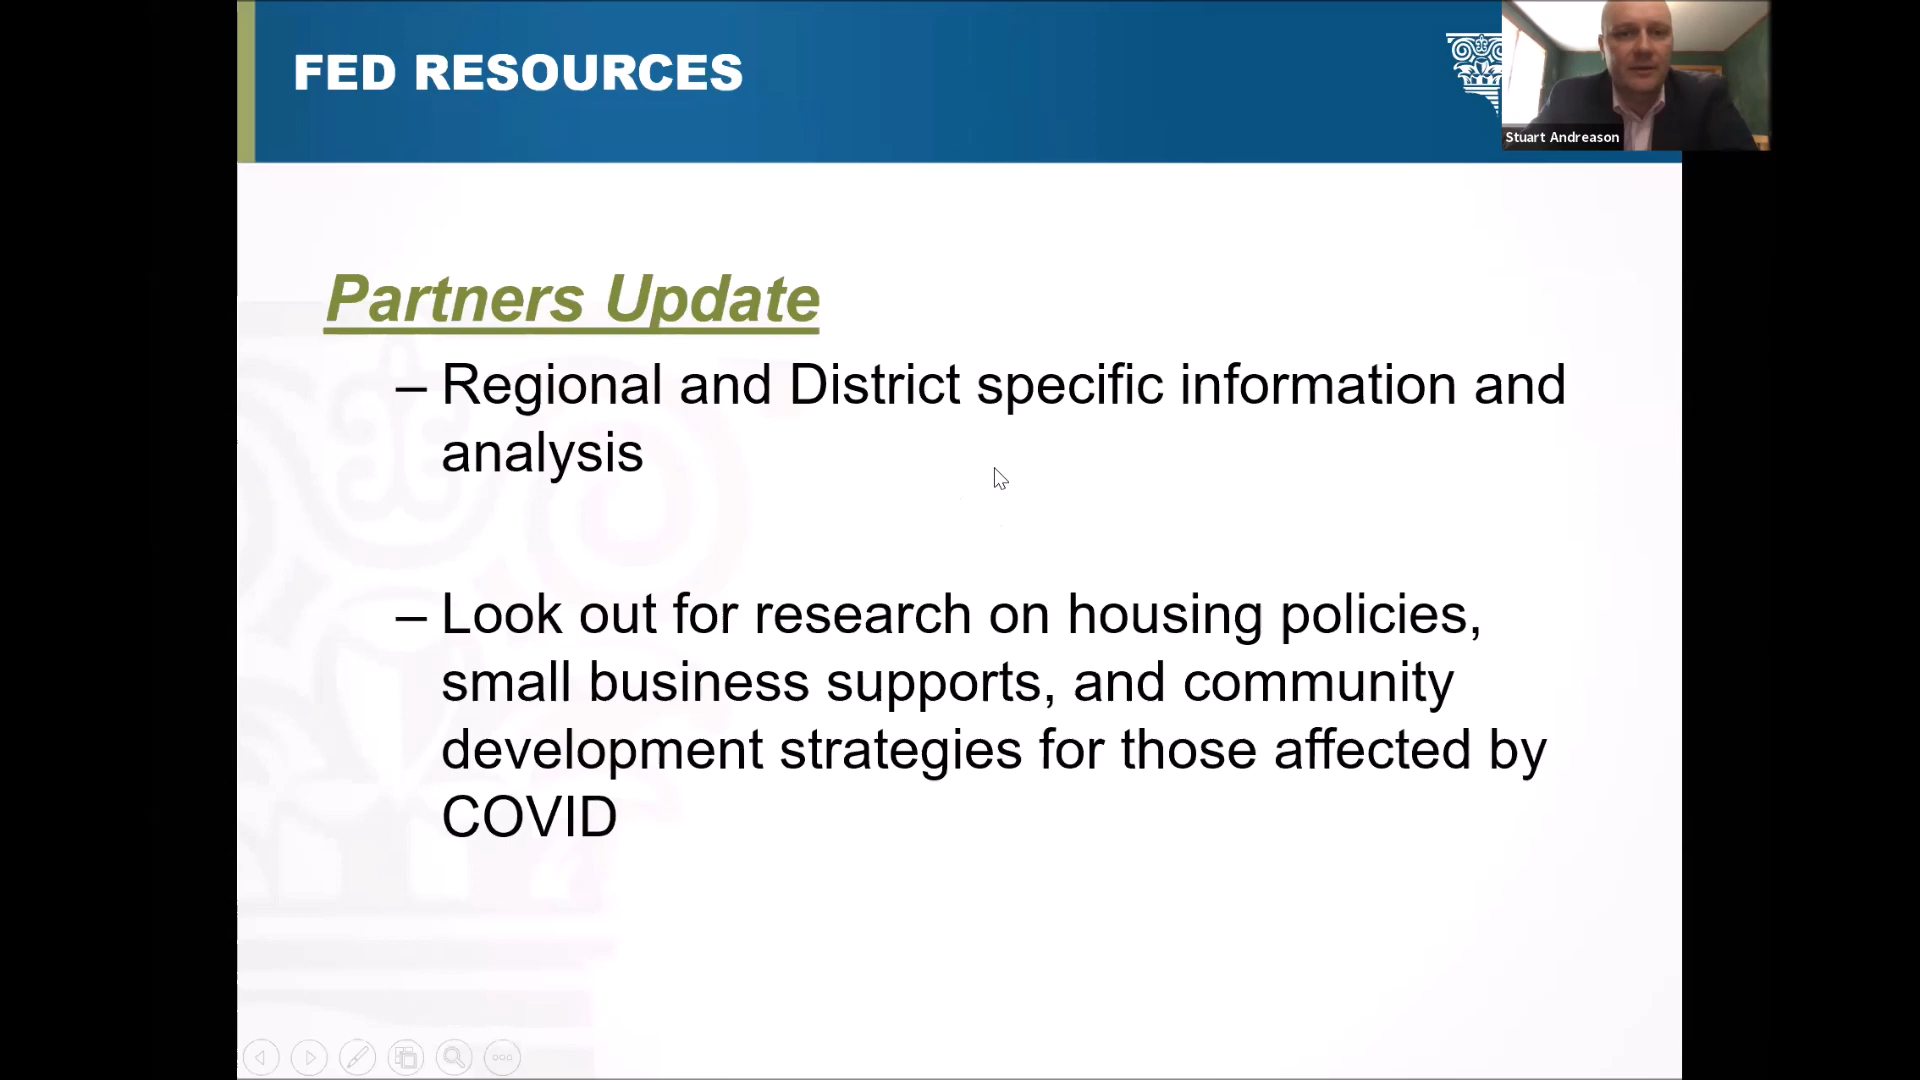 FED RESOURCES
Stuart Andreason
Partners Update
– Regional and District specific information and
analysis
– Look out for research on housing policies,
small business supports, and community
development strategies for those affected by
COVID